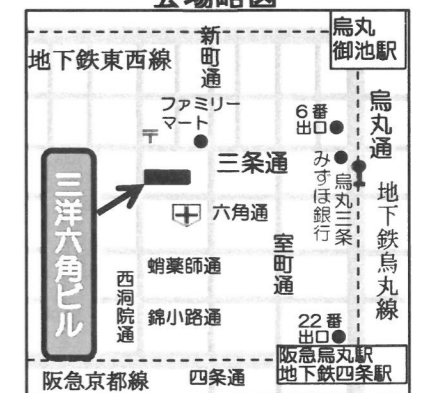 会場略図
烏丸
御池駅
地下鉄東西線
新町通
ファミリー
マート
〒
6番
出口
烏丸通
三条通
みずほ銀行
烏丸三条
地下鉄烏丸線
三洋六角ビル
六角通
室町通
蛸薬師通
西洞院通
錦小路通
22番
出口
阪急烏丸駅
地下鉄四条駅
阪急京都線
四条通